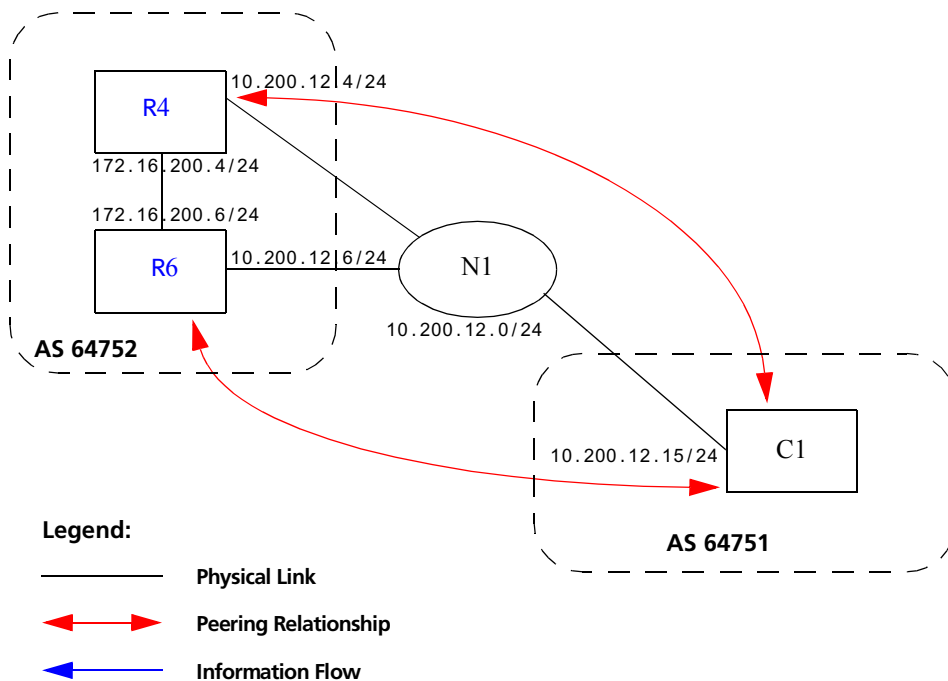 10.200.12.4/24
R4
172.16.200.4/24
172.16.200.6/24
R6
10.200.12.6/24
N1
10.200.12.0/24
AS 64752
10.200.12.15/24
C1
AS 64751
Legend:
Physical Link
Peering Relationship
Information Flow